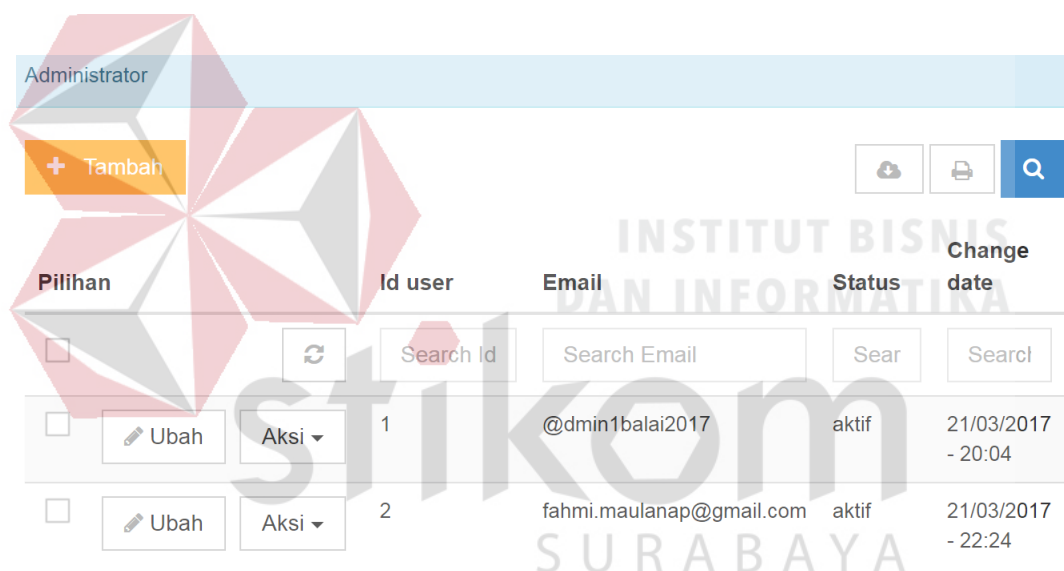 Administrator
Tambah
INSTITUT BISNIS
DAN INFORMATIKA
Pilihan Id user Email Status Change date
Search Id Search Email Sear Search
stikom
Ubah Aksi 1 @dmin1balai2017 aktif 21/03/2017 - 20:04
Ubah Aksi 2 fahmi.maulanap@gmail.com aktif 21/03/2017 - 22:24
SURABAYA